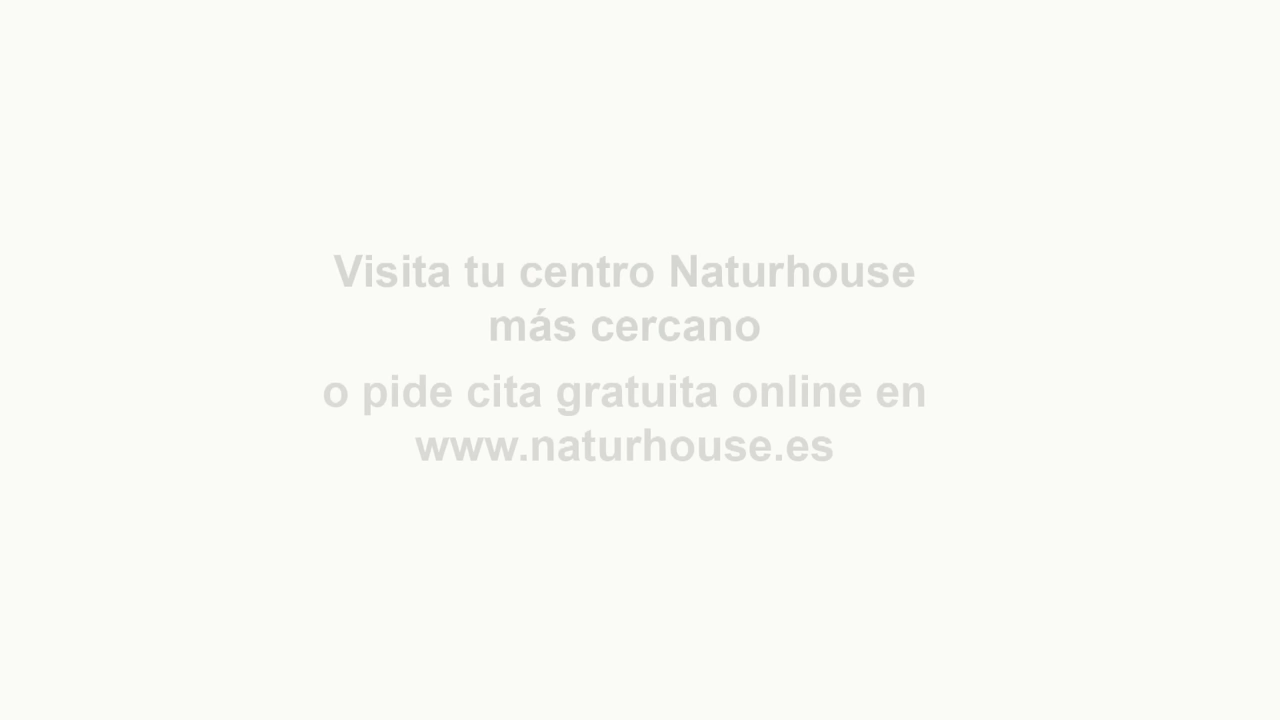 Visita tu centro Naturhouse
más cercano
o pide cita gratuita online en
www.naturhouse.es